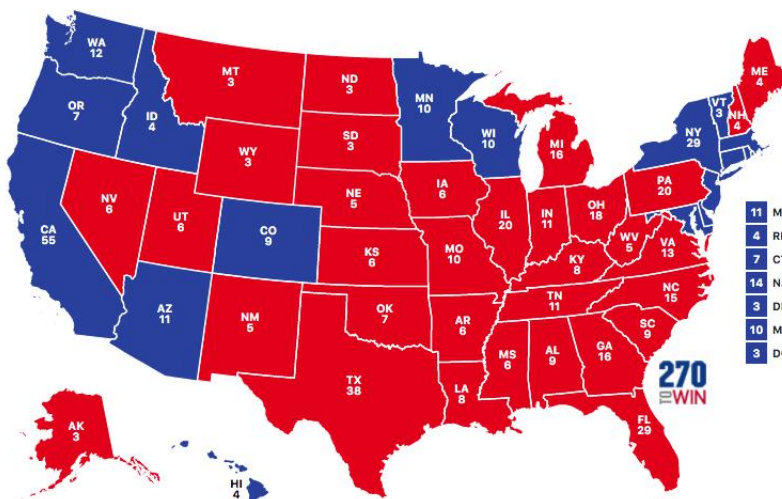 WA
12
MT
3
ND
3
ME
4
OR
7
ID
4
MN
10
VT
3
NH
4
SD
3
WI
10
NY
29
WY
3
MI
16
NV
6
IA
6
PA
20
NE
5
UT
6
IL
20
IN
11
OH
18
CA
55
CO
9
WV
5
VA
13
KS
6
MO
10
KY
8
NC
15
AZ
11
NM
5
OK
7
TN
11
AR
6
SC
9
MS
6
AL
9
GA
16
TX
38
LA
8
FL
29
AK
3
HI
4
11 M
4 R
7 C
14 N
3 D
10 M
3 D
270
TO WIN